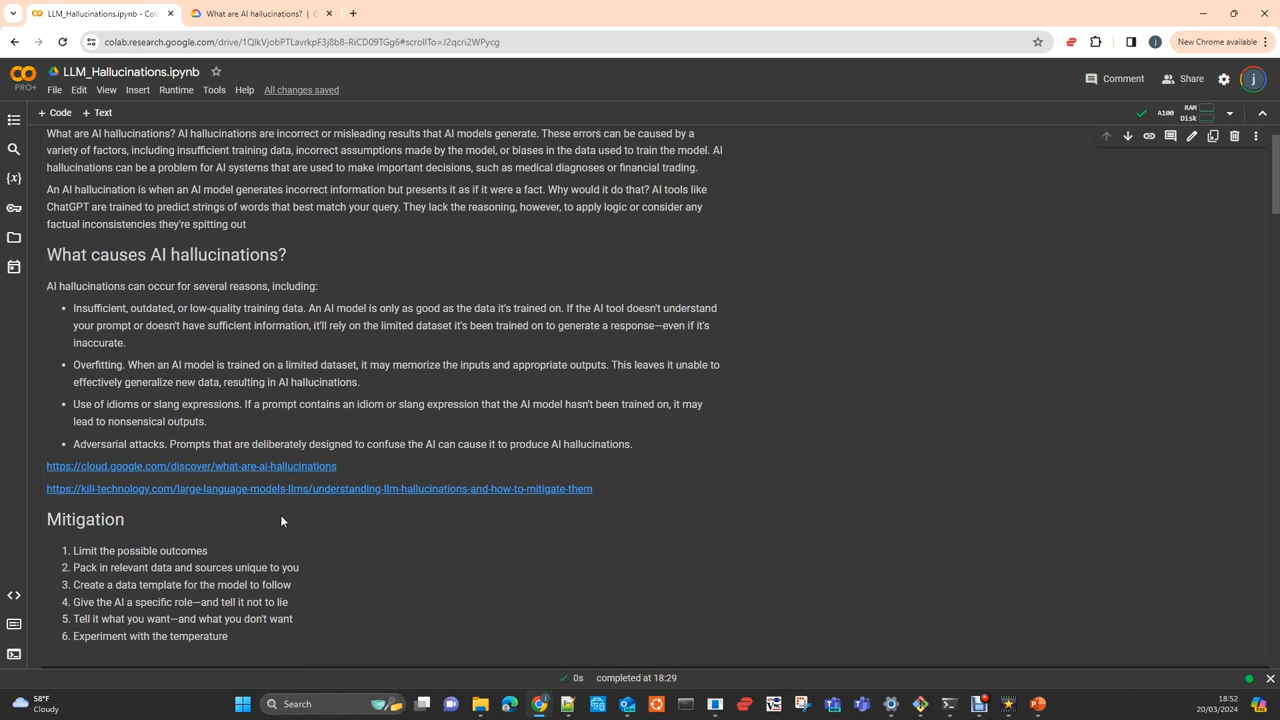 LLM_Hallucinations.ipynb - Cola
What are AI hallucinations? |
colab.research.google.com/drive/1QlkVjobPTLavrkpF3j8b8-RiCD09TGg6#scrollTo=J2qcri2WPycg
New Chrome available
PRO+
LLM_Hallucinations.ipynb
File Edit View Insert Runtime Tools Help All changes saved
Comment Share j
+ Code + Text
A100 RAM Disk
What are AI hallucinations? AI hallucinations are incorrect or misleading results that AI models generate. These errors can be caused by a
variety of factors, including insufficient training data, incorrect assumptions made by the model, or biases in the data used to train the model. AI
hallucinations can be a problem for AI systems that are used to make important decisions, such as medical diagnoses or financial trading.
An AI hallucination is when an AI model generates incorrect information but presents it as if it were a fact. Why would it do that? AI tools like
ChatGPT are trained to predict strings of words that best match your query. They lack the reasoning, however, to apply logic or consider any
factual inconsistencies they're spitting out
What causes AI hallucinations?
AI hallucinations can occur for several reasons, including:
• Insufficient, outdated, or low-quality training data. An AI model is only as good as the data it's trained on. If the AI tool doesn't understand
your prompt or doesn't have sufficient information, it'll rely on the limited dataset it's been trained on to generate a response—even if it's
inaccurate.
• Overfitting. When an AI model is trained on a limited dataset, it may memorize the inputs and appropriate outputs. This leaves it unable to
effectively generalize new data, resulting in AI hallucinations.
• Use of idioms or slang expressions. If a prompt contains an idiom or slang expression that the AI model hasn't been trained on, it may
lead to nonsensical outputs.
• Adversarial attacks. Prompts that are deliberately designed to confuse the AI can cause it to produce AI hallucinations.
https://cloud.google.com/discover/what-are-ai-hallucinations
https://kili-technology.com/large-language-models-llms/understanding-llm-hallucinations-and-how-to-mitigate-them
Mitigation
1. Limit the possible outcomes
2. Pack in relevant data and sources unique to you
3. Create a data template for the model to follow
4. Give the AI a specific role—and tell it not to lie
5. Tell it what you want—and what you don't want
6. Experiment with the temperature
0s completed at 18:29
58°F
Cloudy
Search
18:52
20/03/2024